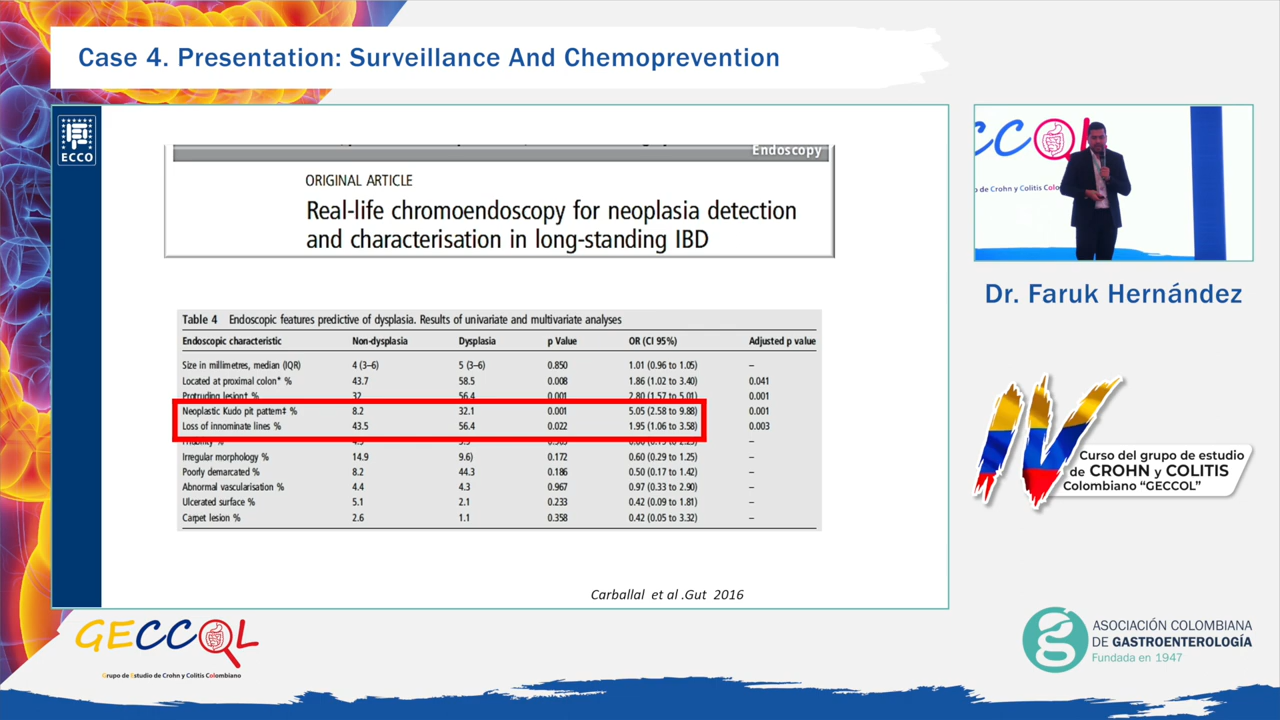 Case 4. Presentation: Surveillance And Chemoprevention
ECCO
Endoscopy
ORIGINAL ARTICLE
Real-life chromoendoscopy for neoplasia detection
and characterisation in long-standing IBD
Table 4 Endoscopic features predictive of dysplasia. Results of univariate and multivariate analyses
Endoscopic characteristic Non-dysplasia Dysplasia p Value OR (CI 95%) Adjusted p value
Size in millimetres, median (IQR) 4 (3–6) 5 (3–6) 0.850 1.01 (0.96 to 1.05) –
Located at proximal colon* % 43.7 58.5 0.008 1.86 (1.02 to 3.40) 0.041
Protruding lesion† % 32 56.4 0.001 2.80 (1.57 to 5.01) 0.001
Neoplastic Kudo pit pattern‡ % 8.2 32.1 0.001 5.05 (2.58 to 9.88) 0.001
Loss of innominate lines % 43.5 56.4 0.022 1.95 (1.06 to 3.58) 0.003
Irregular morphology % 14.9 9.6) 0.172 0.60 (0.29 to 1.25) –
Poorly demarcated % 8.2 44.3 0.186 0.50 (0.17 to 1.42) –
Abnormal vascularisation % 4.4 4.3 0.967 0.97 (0.33 to 2.90) –
Ulcerated surface % 5.1 2.1 0.233 0.42 (0.09 to 1.81) –
Carpet lesion % 2.6 1.1 0.358 0.42 (0.05 to 3.32) –
Carballal et al .Gut 2016
Dr. Faruk Hernández
IV
Curso del grupo de estudio
de CROHN y COLITIS
Colombiano “GECCOL”
GECCOL
Grupo de Estudio de Crohn y Colitis Colombiano
ASOCIACIÓN COLOMBIANA
DE GASTROENTEROLOGÍA
Fundada en 1947